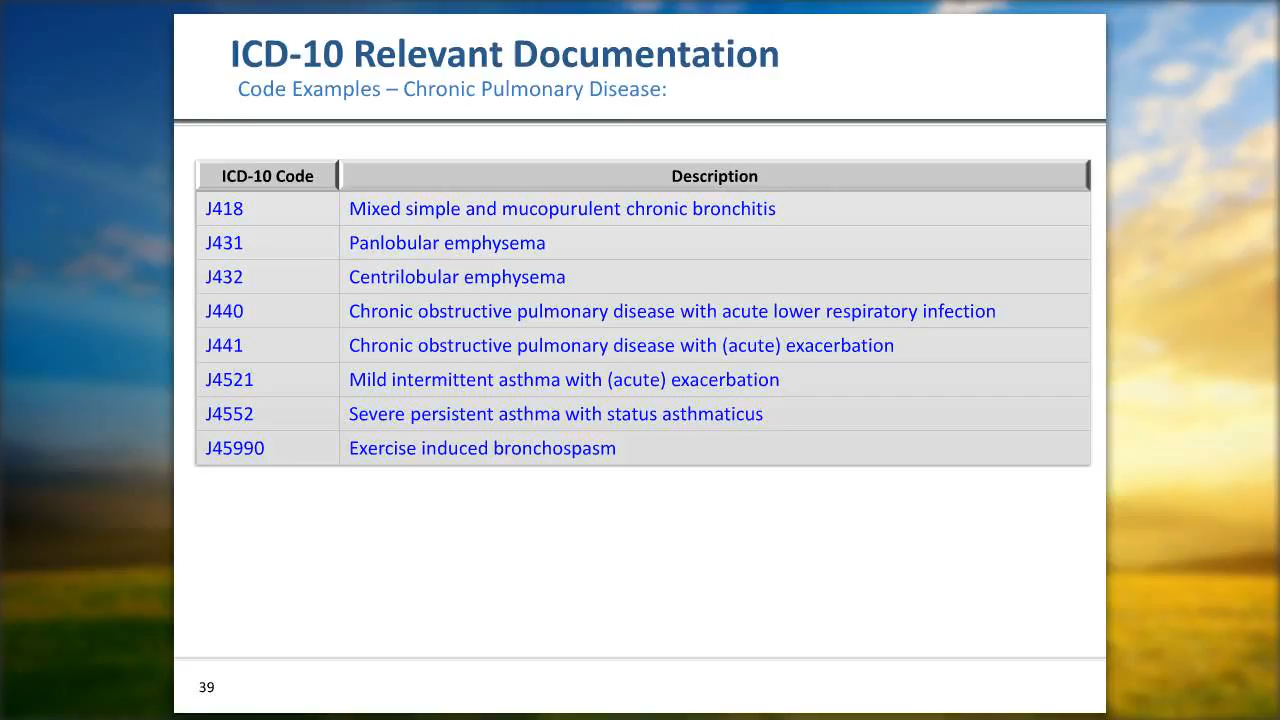 ICD-10 Relevant Documentation
Code Examples – Chronic Pulmonary Disease:
ICD-10 Code Description
J418 Mixed simple and mucopurulent chronic bronchitis
J431 Panlobular emphysema
J432 Centrilobular emphysema
J440 Chronic obstructive pulmonary disease with acute lower respiratory infection
J441 Chronic obstructive pulmonary disease with (acute) exacerbation
J4521 Mild intermittent asthma with (acute) exacerbation
J4552 Severe persistent asthma with status asthmaticus
J45990 Exercise induced bronchospasm
39